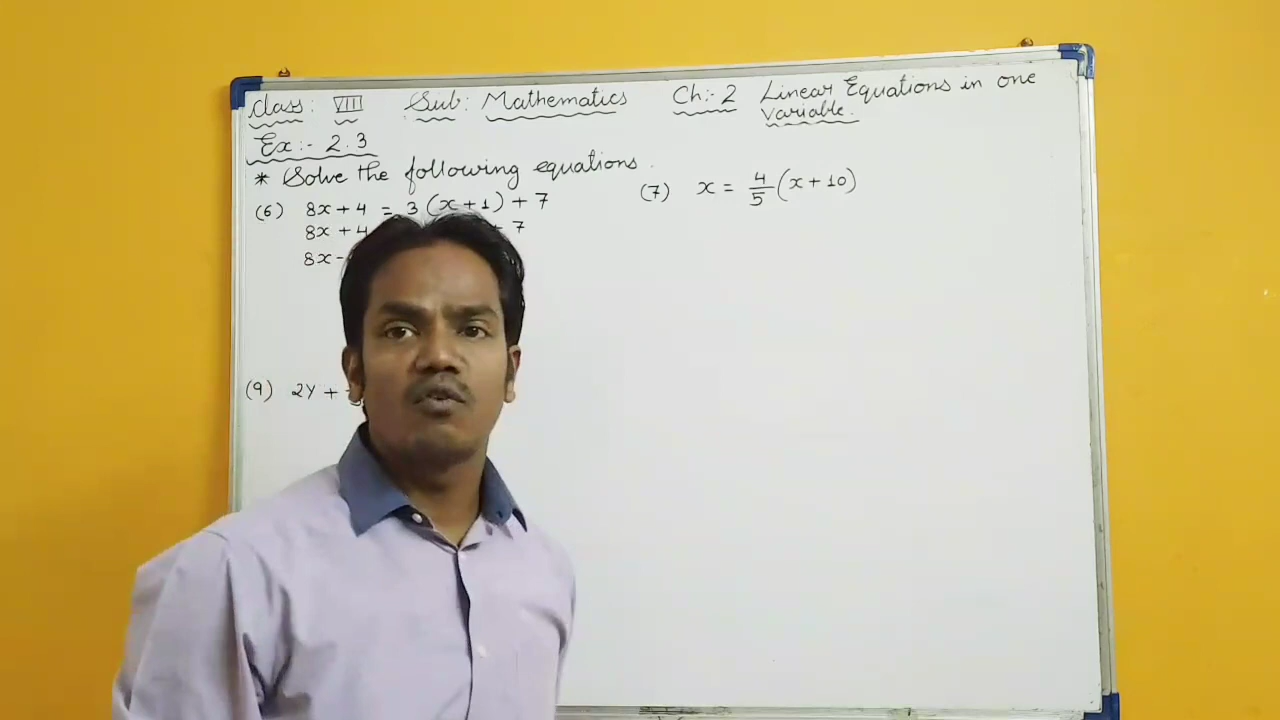 Class: VIII Sub: Mathematics Ch:- 2 Linear Equations in one
variable.
Ex:- 2.3
* Solve the following equations.
(6) 8x + 4 = 3 (x + 1) + 7
8x + 4 + 7
8x -
(7) x = 4/5 (x + 10)
(9) 2y +